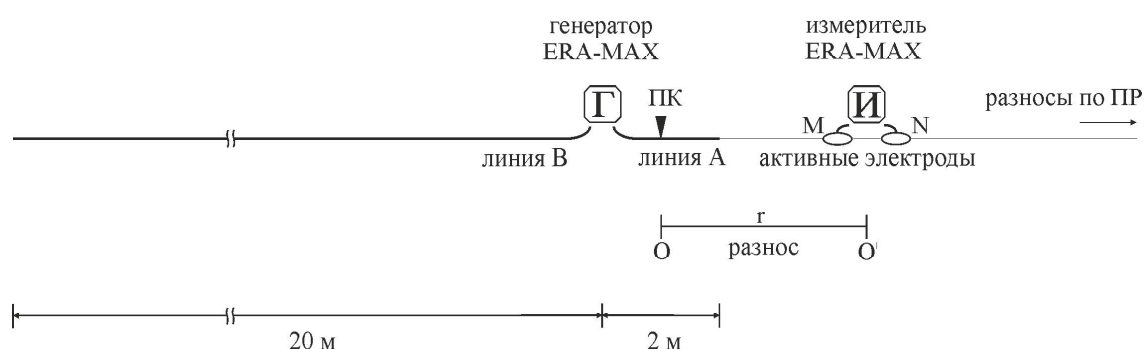 генератор
ERA-MAX
измеритель
ERA-MAX
Г
ПК
И
разносы по ПР
M
N
линия В
линия А
активные электроды
r
O
разнос
O'
20 м
2 м